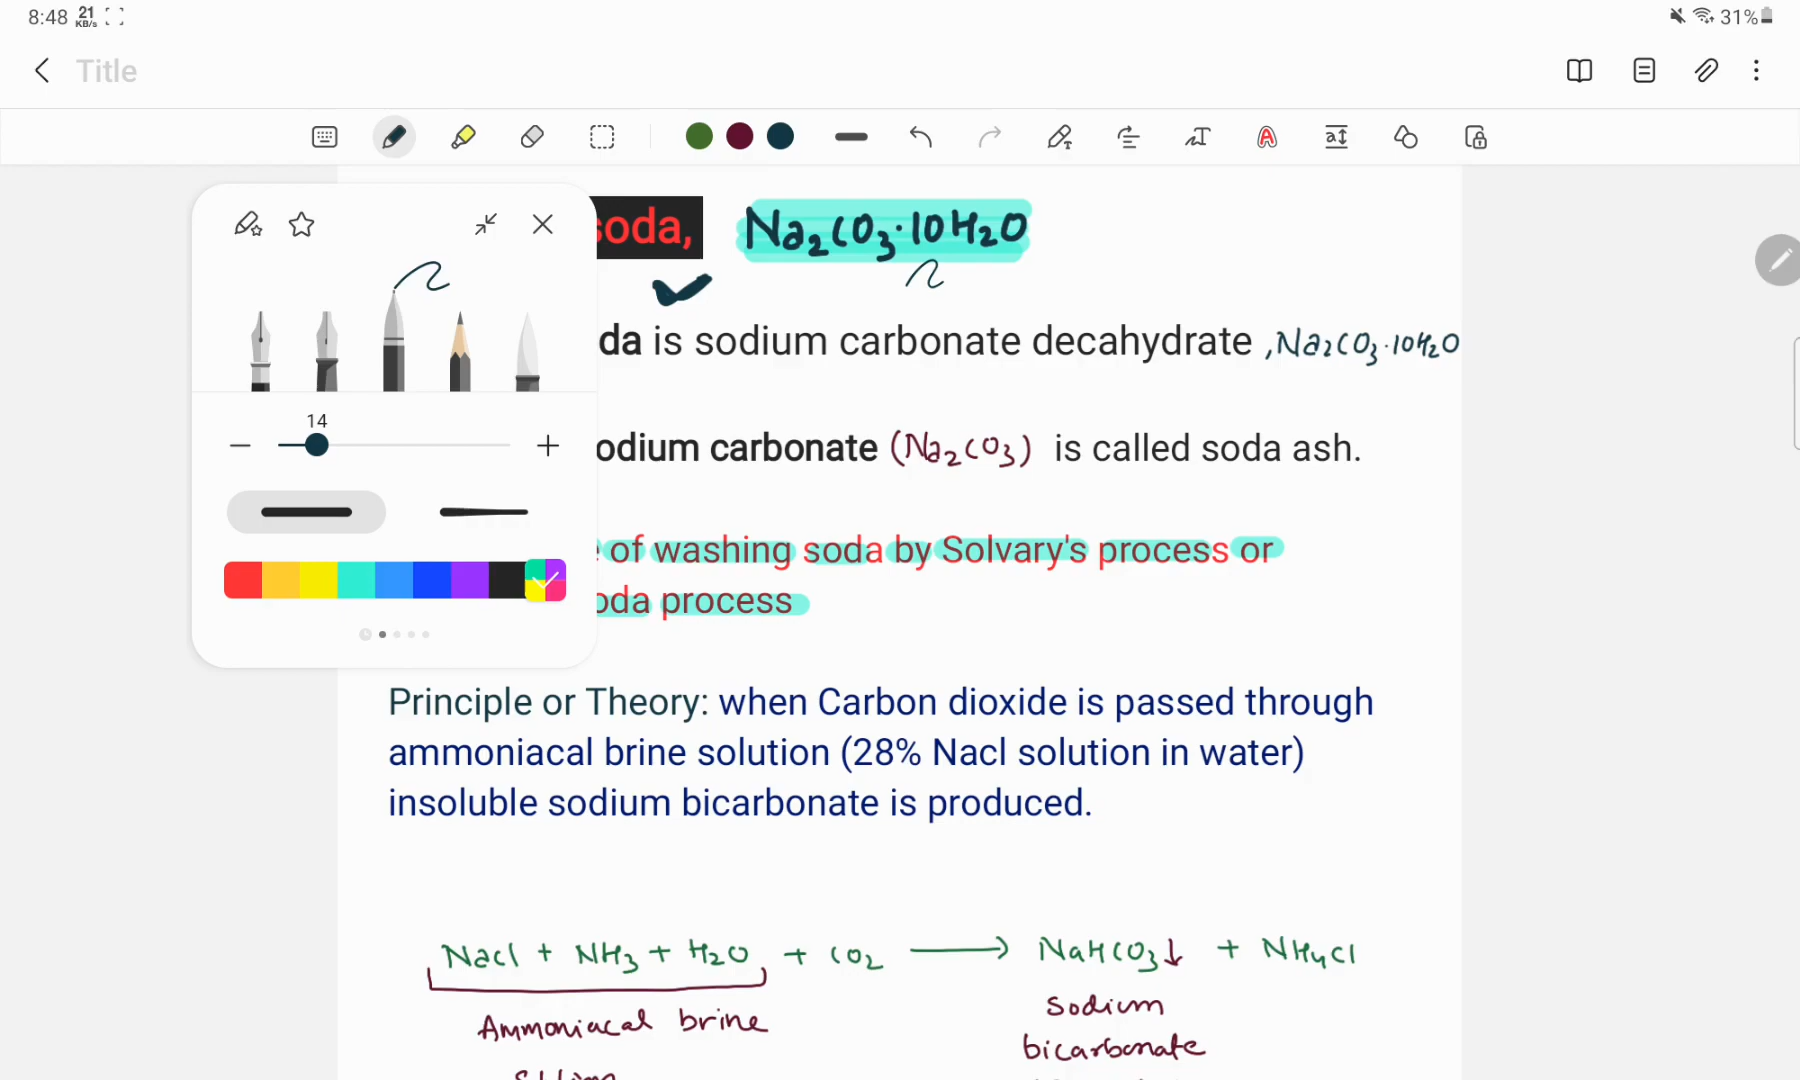 8:48 21 KB/s 31%
Title
soda, Na2CO3·10H2O
da is sodium carbonate decahydrate ,Na2CO3·10H2O
14
odium carbonate (Na2CO3) is called soda ash.
of washing soda by Solvary's process or
oda process
Principle or Theory: when Carbon dioxide is passed through
ammoniacal brine solution (28% Nacl solution in water)
insoluble sodium bicarbonate is produced.
Nacl + NH3 + H2O + CO2 → NaHCO3↓ + NH4Cl
Ammoniacal brine
Sodium
bicarbonate